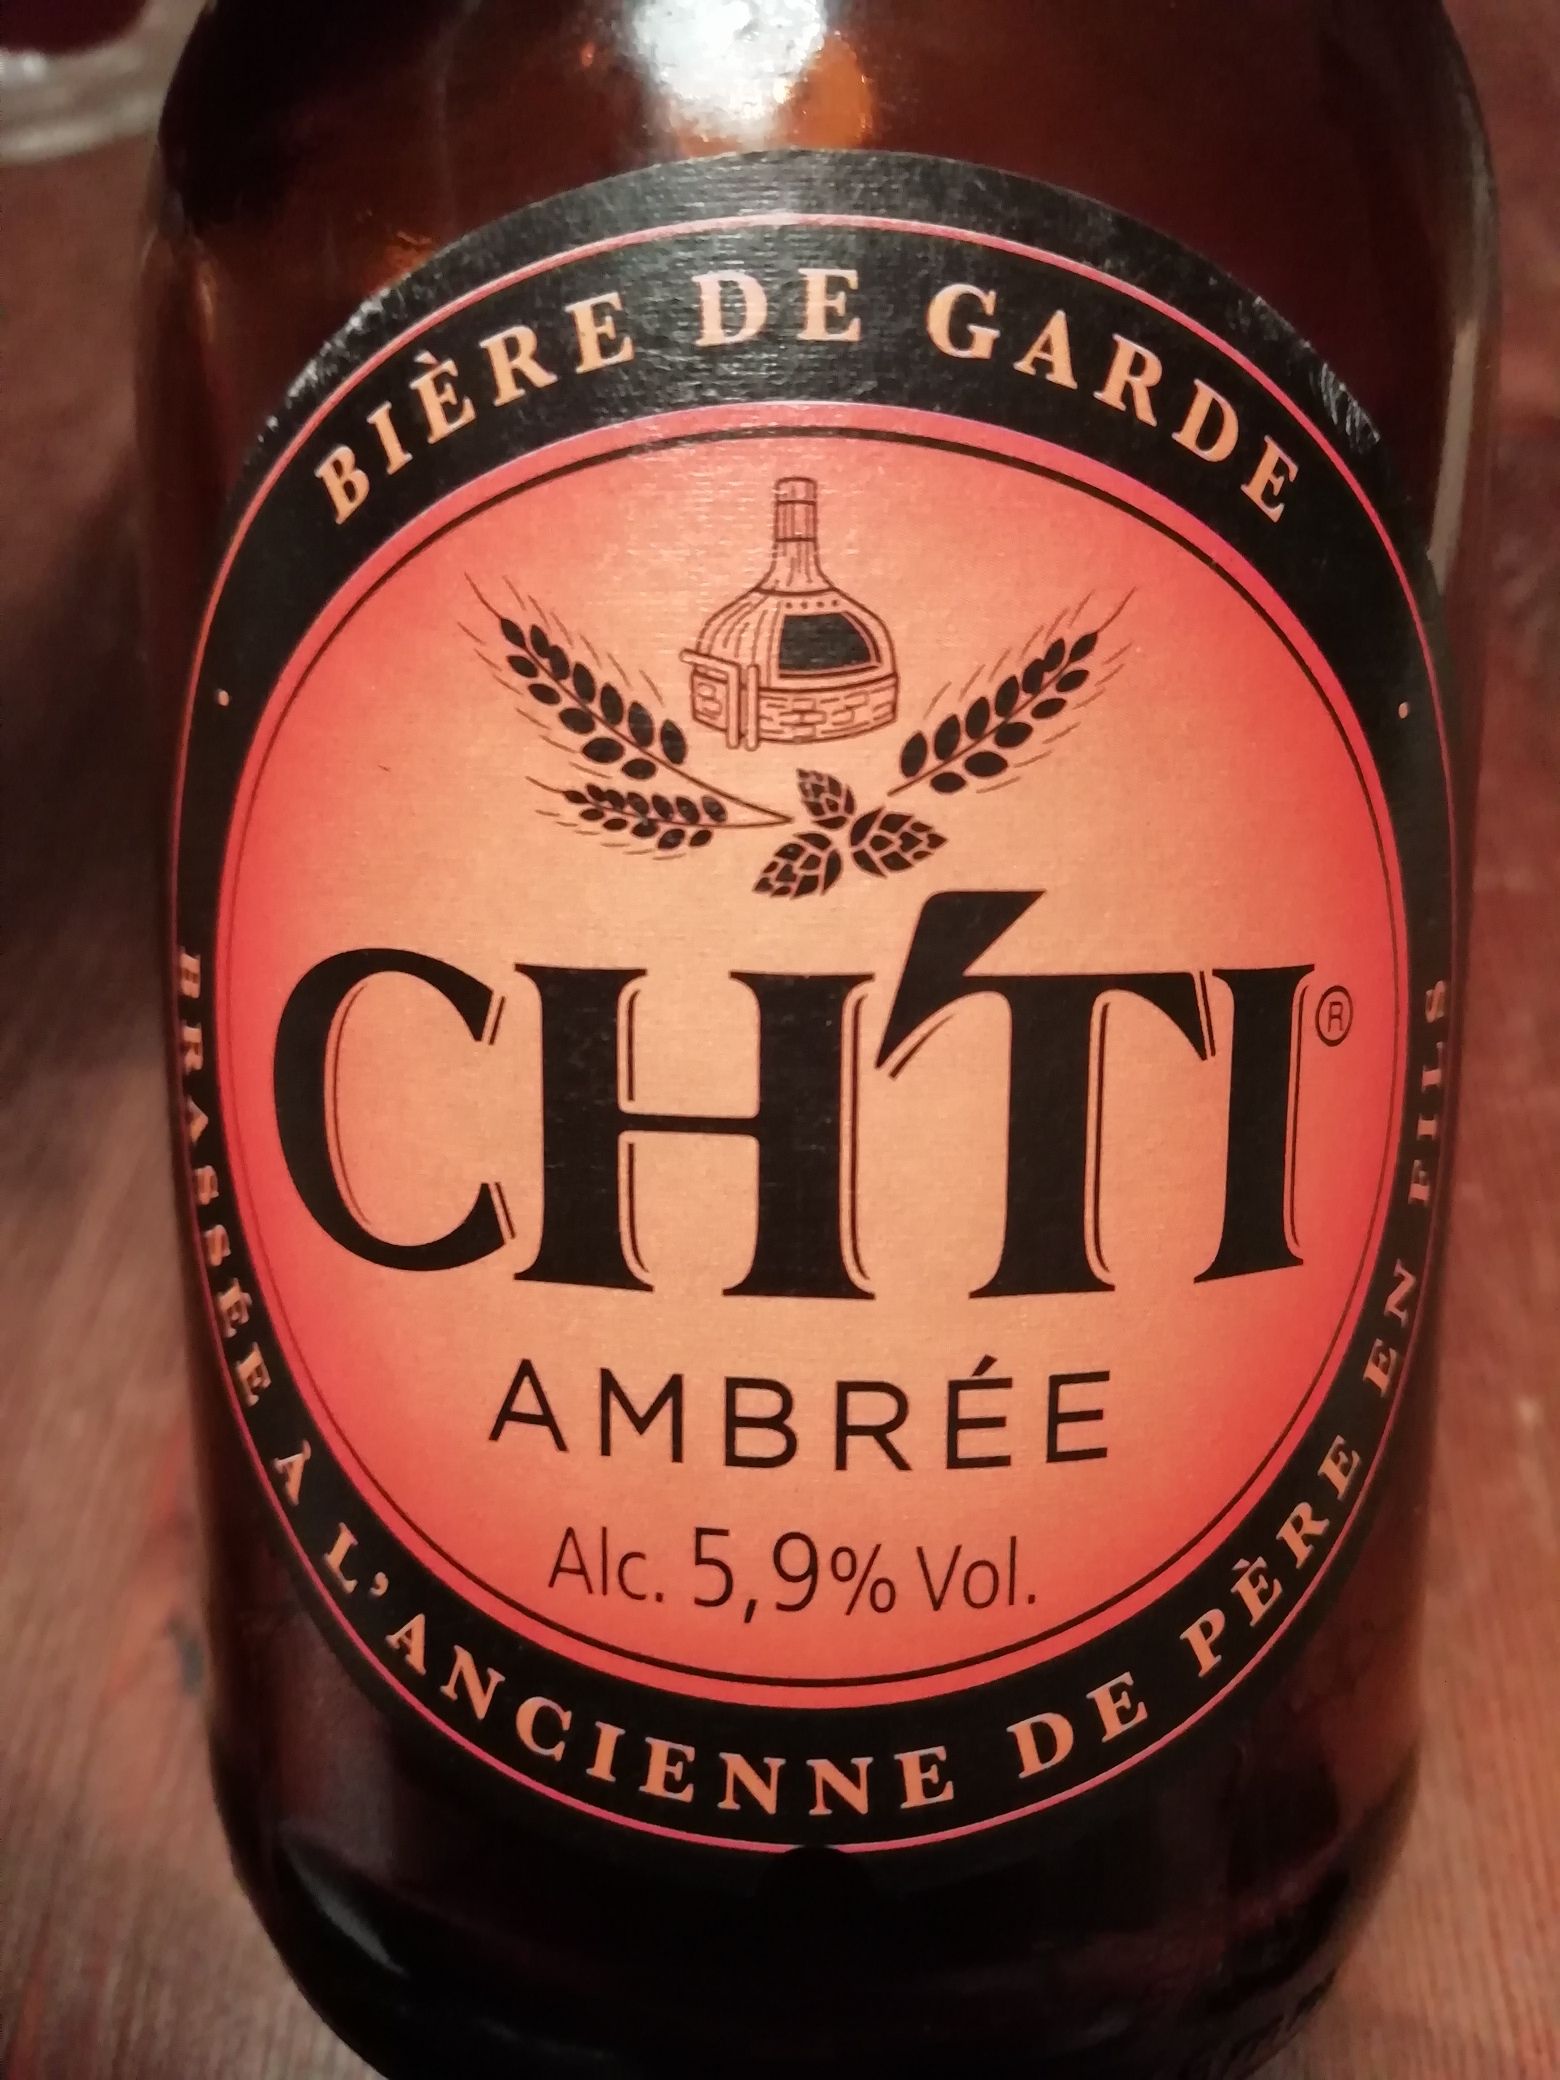 BIÈRE DE GARDE
CH'TI®
AMBRÉE
Alc. 5,9% Vol.
BRASSÉE À L'ANCIENNE DE PÈRE EN FILS